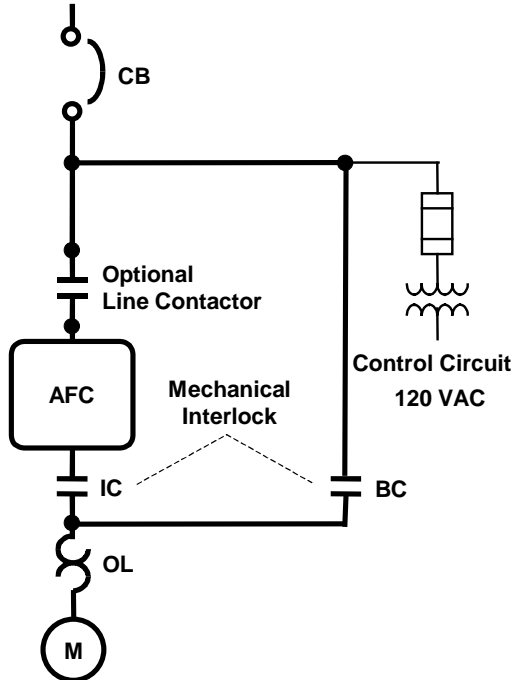 CB
Optional
Line Contactor
AFC
Mechanical
Interlock
Control Circuit
120 VAC
IC
BC
OL
M